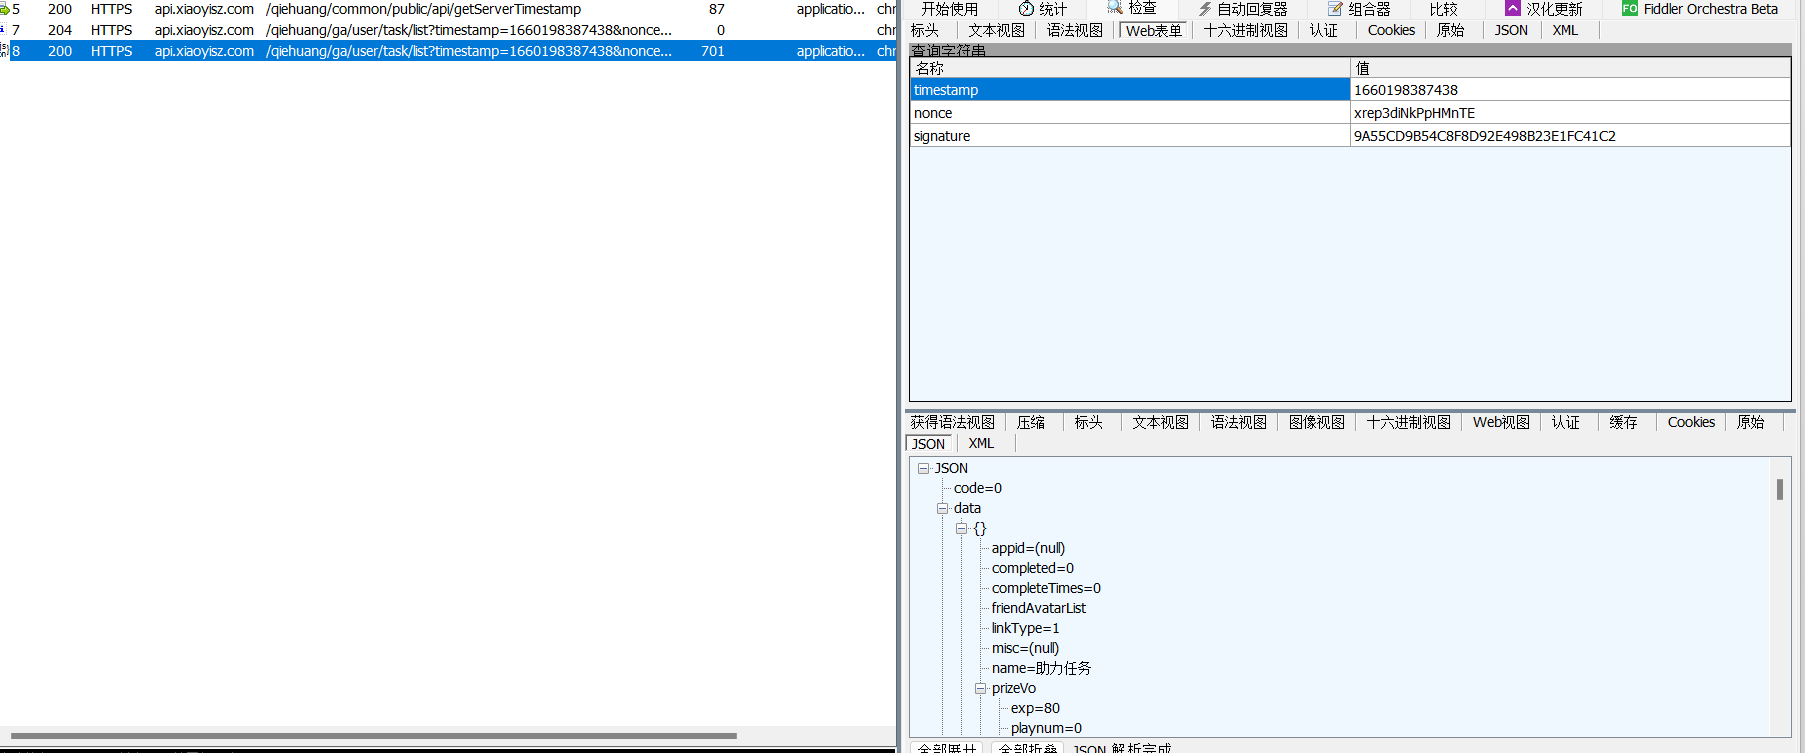 5 200 HTTPS api.xiaoyisz.com /qiehuang/common/public/api/getServerTimestamp 87 applicatio... chr
7 204 HTTPS api.xiaoyisz.com /qiehuang/ga/user/task/list?timestamp=1660198387438&nonce... 0 chr
8 200 HTTPS api.xiaoyisz.com /qiehuang/ga/user/task/list?timestamp=1660198387438&nonce... 701 applicatio... chr
开始使用 统计 检查 自动回复器 组合器 比较 汉化更新 FO Fiddler Orchestra Beta
标头 文本视图 语法视图 Web表单 十六进制视图 认证 Cookies 原始 JSON XML
查询字符串
名称 值
timestamp 1660198387438
nonce xrep3diNkPpHMnTE
signature 9A55CD9B54C8F8D92E498B23E1FC41C2
获得语法视图 压缩 标头 文本视图 语法视图 图像视图 十六进制视图 Web视图 认证 缓存 Cookies 原始
JSON XML
JSON
code=0
data
{}
appid=(null)
completed=0
completeTimes=0
friendAvatarList
linkType=1
misc=(null)
name=助力任务
prizeVo
exp=80
playnum=0
全部展开 全部折叠 JSON 解析完成